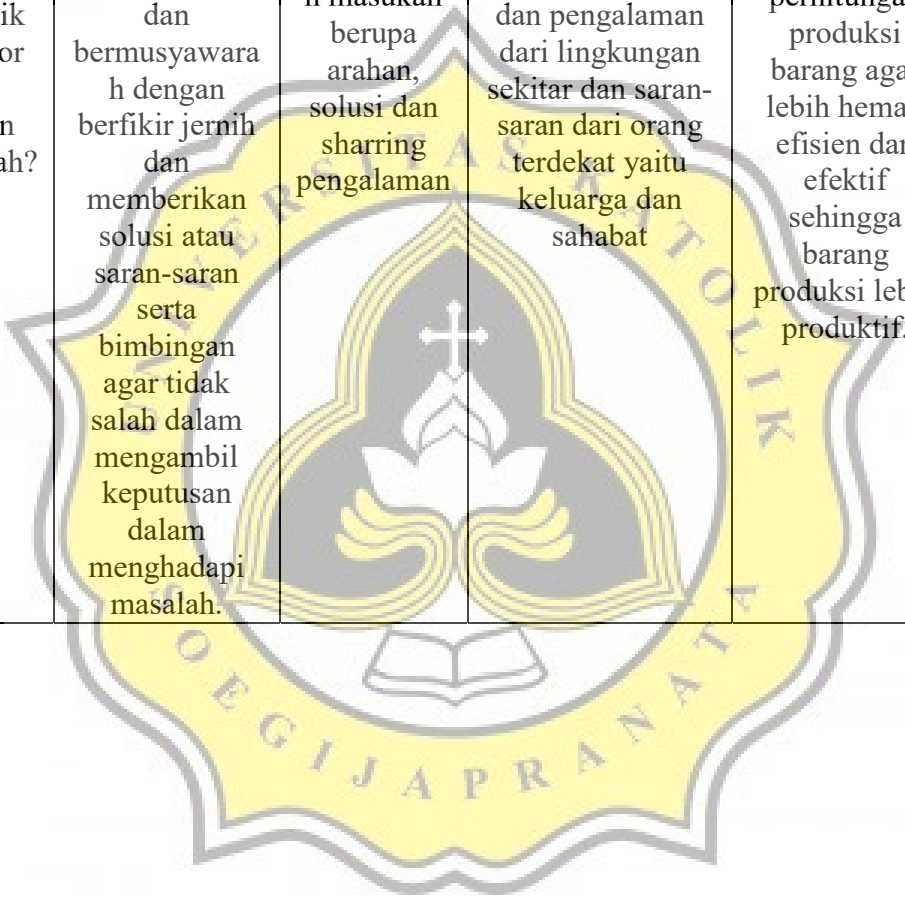 ik
or
n
ah?
dan
bermusyawara
h dengan
berfikir jernih
dan
memberikan
solusi atau
saran-saran
serta
bimbingan
agar tidak
salah dalam
mengambil
keputusan
dalam
menghadapi
masalah.
n masukan
berupa
arahan,
solusi dan
sharring
pengalaman
dan pengalaman
dari lingkungan
sekitar dan saran-
saran dari orang
terdekat yaitu
keluarga dan
sahabat
produksi
barang aga
lebih hema
efisien dan
efektif
sehingga
barang
produksi leb
produktif.
UNIVERSITAS KATOLIK
SOEGIJAPRANATA